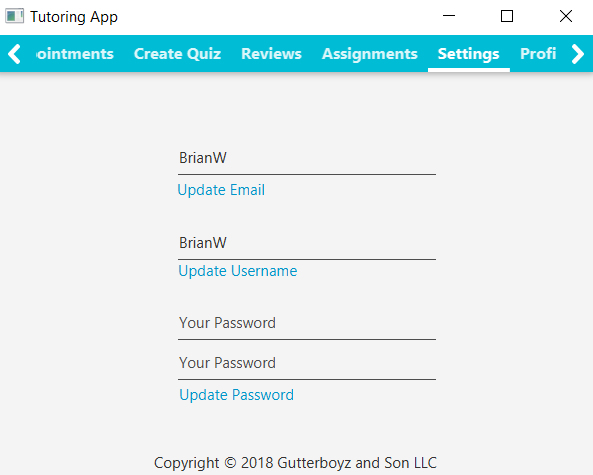 Tutoring App
ointments Create Quiz Reviews Assignments Settings Profi
BrianW
Update Email
BrianW
Update Username
Your Password
Your Password
Update Password
Copyright © 2018 Gutterboyz and Son LLC